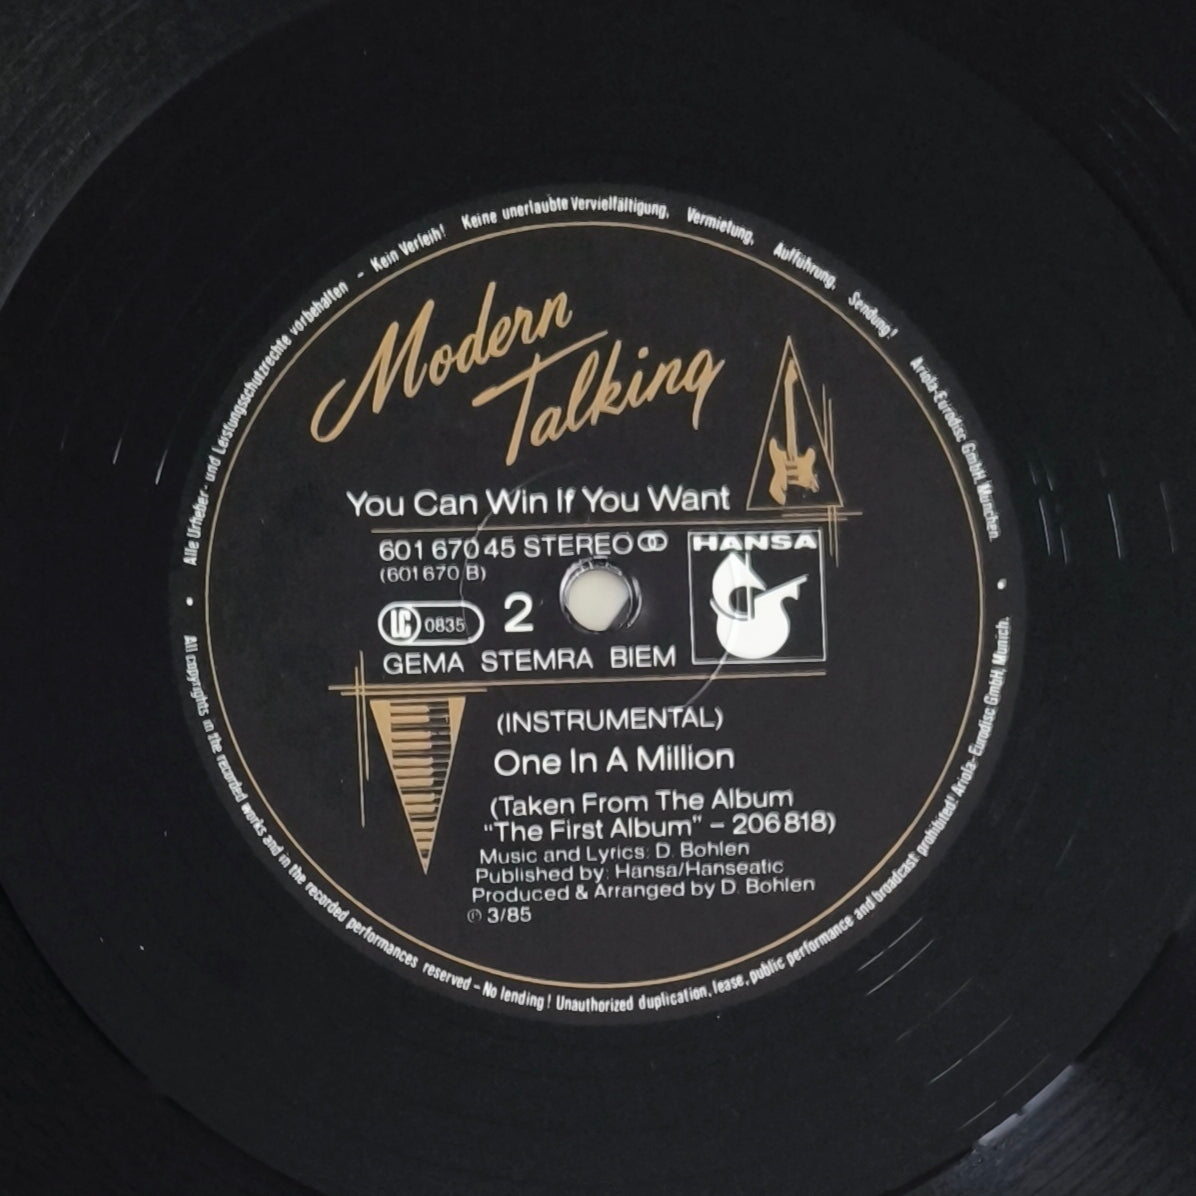 Alle Urheber- und Leistungsschutzrechte vorbehalten - Kein Verleih! Keine unerlaubte Vervielfältigung, Vermietung, Aufführung, Sendung! Ariola-Eurodisc GmbH München.
Modern
Talking
You Can Win If You Want
601 670 45 STEREO
(601 670 B)
HANSA
LC 0835
2
GEMA STEMRA BIEM
(INSTRUMENTAL)
One In A Million
(Taken From The Album
"The First Album" - 206 818)
Music and Lyrics: D. Bohlen
Published by: Hansa/Hanseatic
Produced & Arranged by D. Bohlen
℗ 3/85
All copyrights in the recorded works and in the recorded performances reserved - No lending! Unauthorized duplication, lease, public performance and broadcast prohibited! Ariola-Eurodisc GmbH, Munich.